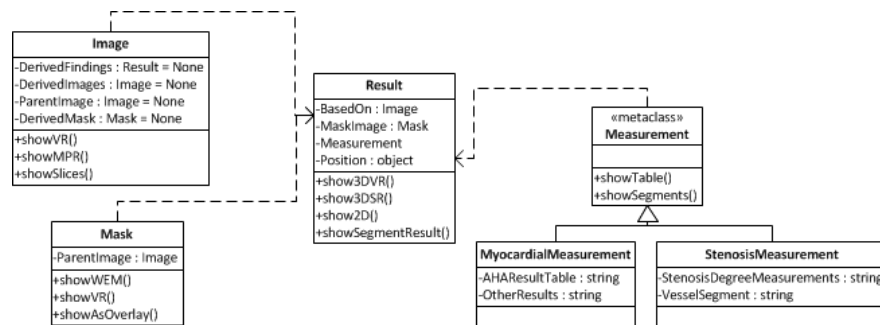 Image
-DerivedFindings : Result = None
-DerivedImages : Image = None
-ParentImage : Image = None
-DerivedMask : Mask = None
+showVR()
+showMPR()
+showSlices()
Result
-BasedOn : Image
-MaskImage : Mask
-Measurement
-Position : object
+show3DVR()
+show3DSR()
+show2D()
+showSegmentResult()
«metaclass»
Measurement
+showTable()
+showSegments()
Mask
-ParentImage : Image
+showWEM()
+showVR()
+showAsOverlay()
MyocardialMeasurement
-AHAResultTable : string
-OtherResults : string
StenosisMeasurement
-StenosisDegreeMeasurements : string
-VesselSegment : string